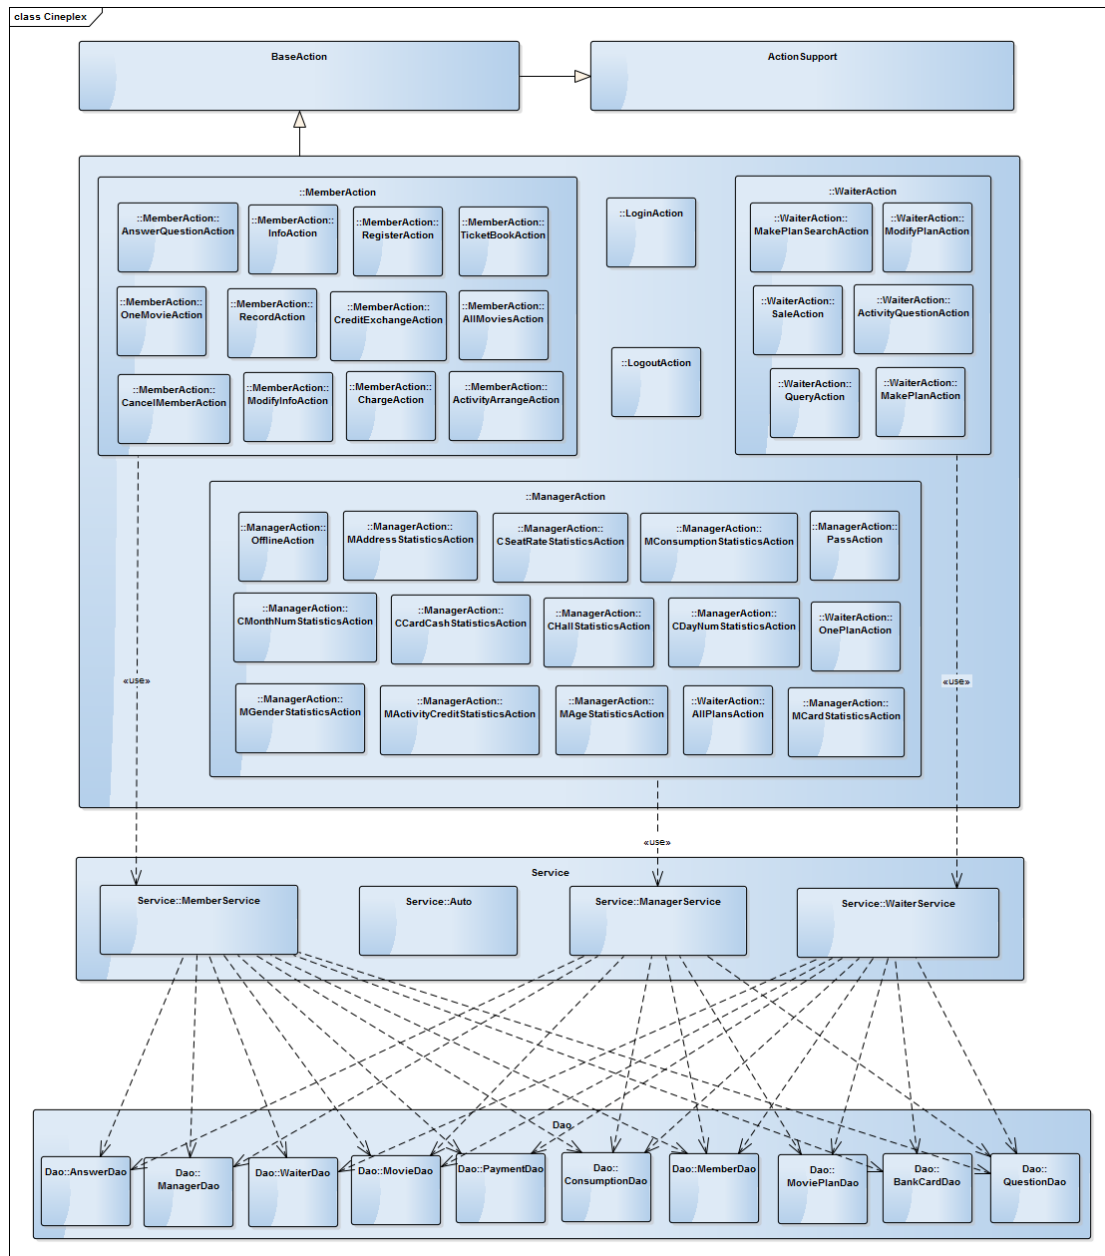 class Cineplex
BaseAction
ActionSupport
::MemberAction
::MemberAction::
AnswerQuestionAction
::MemberAction::
InfoAction
::MemberAction::
RegisterAction
::MemberAction::
TicketBookAction
::MemberAction::
OneMovieAction
::MemberAction::
RecordAction
::MemberAction::
CreditExchangeAction
::MemberAction::
AllMoviesAction
::MemberAction::
CancelMemberAction
::MemberAction::
ModifyInfoAction
::MemberAction::
ChargeAction
::MemberAction::
ActivityArrangeAction
::LoginAction
::LogoutAction
::WaiterAction
::WaiterAction::
MakePlanSearchAction
::WaiterAction::
ModifyPlanAction
::WaiterAction::
SaleAction
::WaiterAction::
ActivityQuestionAction
::WaiterAction::
QueryAction
::WaiterAction::
MakePlanAction
::ManagerAction
::ManagerAction::
OfflineAction
::ManagerAction::
MAddressStatisticsAction
::ManagerAction::
CSeatRateStatisticsAction
::ManagerAction::
MConsumptionStatisticsAction
::ManagerAction::
PassAction
::ManagerAction::
CMonthNumStatisticsAction
::ManagerAction::
CCardCashStatisticsAction
::ManagerAction::
CHallStatisticsAction
::ManagerAction::
CDayNumStatisticsAction
::WaiterAction::
OnePlanAction
::ManagerAction::
MGenderStatisticsAction
::ManagerAction::
MActivityCreditStatisticsAction
::ManagerAction::
MAgeStatisticsAction
::WaiterAction::
AllPlansAction
::ManagerAction::
MCardStatisticsAction
«use»
«use»
«use»
Service
Service::MemberService
Service::Auto
Service::ManagerService
Service::WaiterService
Dao
Dao::AnswerDao
Dao::
ManagerDao
Dao::WaiterDao
Dao::MovieDao
Dao::PaymentDao
Dao::
ConsumptionDao
Dao::MemberDao
Dao::
MoviePlanDao
Dao::
BankCardDao
Dao::
QuestionDao